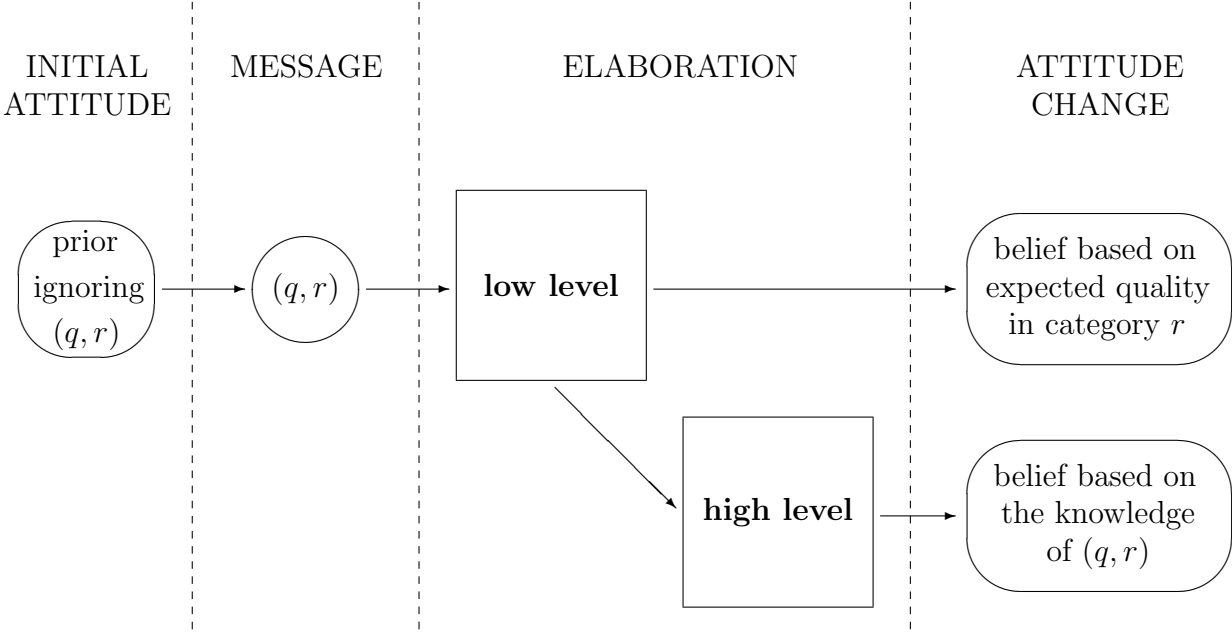 INITIAL
ATTITUDE
MESSAGE
ELABORATION
ATTITUDE
CHANGE
prior
ignoring
(q, r)
(q, r)
low level
belief based on
expected quality
in category r
high level
belief based on
the knowledge
of (q, r)